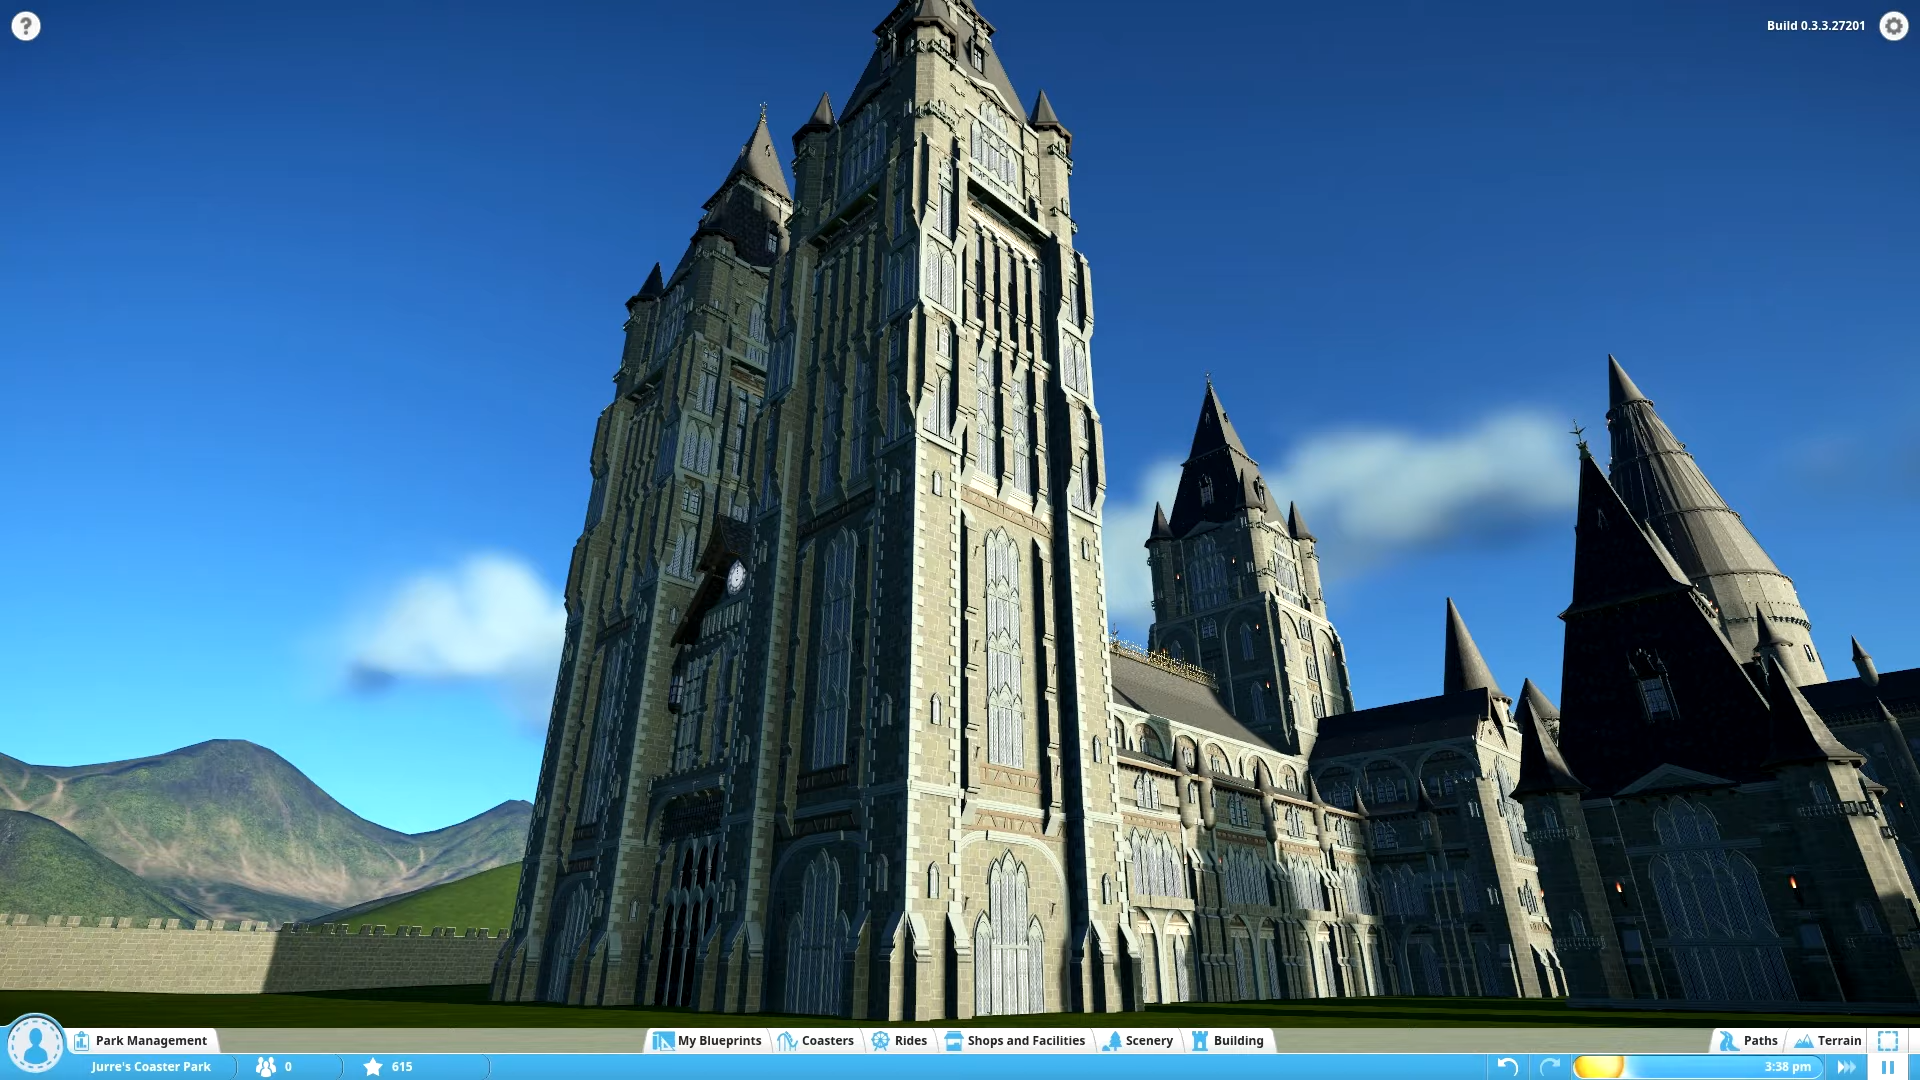 ?
Build 0.3.3.27201
Park Management
My Blueprints
Coasters
Rides
Shops and Facilities
Scenery
Building
Paths
Terrain
Jurre's Coaster Park
0
615
3:38 pm